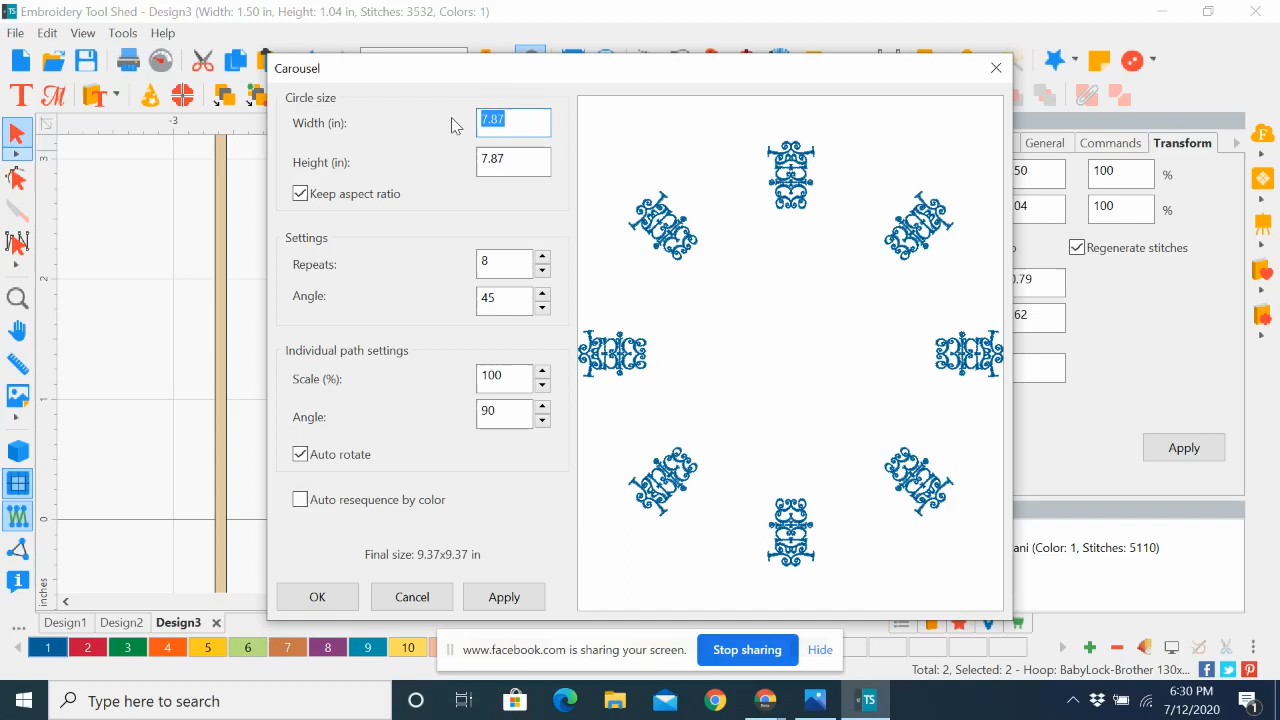 Embroidery Tool Shed - Design3 (Width: 1.50 in, Height: 1.04 in, Stitches: 3532, Colors: 1)
File Edit View Tools Help
Carousel
Circle size
Width (in): 7.87
Height (in): 7.87
Keep aspect ratio
Settings
Repeats: 8
Angle: 45
Individual path settings
Scale (%): 100
Angle: 90
Auto rotate
Auto resequence by color
Final size: 9.37x9.37 in
OK Cancel Apply
General Commands Transform
50 100 %
04 100 %
Regenerate stitches
0.79
62
Apply
ani (Color: 1, Stitches: 5110)
-3
3
2
1
0
inches
Design1 Design2 Design3
1 2 3 4 5 6 7 8 9 10
www.facebook.com is sharing your screen. Stop sharing Hide
Total: 2, Selected: 2 - Hoop: BabyLock-Brother 130x...
Type here to search
6:30 PM
7/12/2020